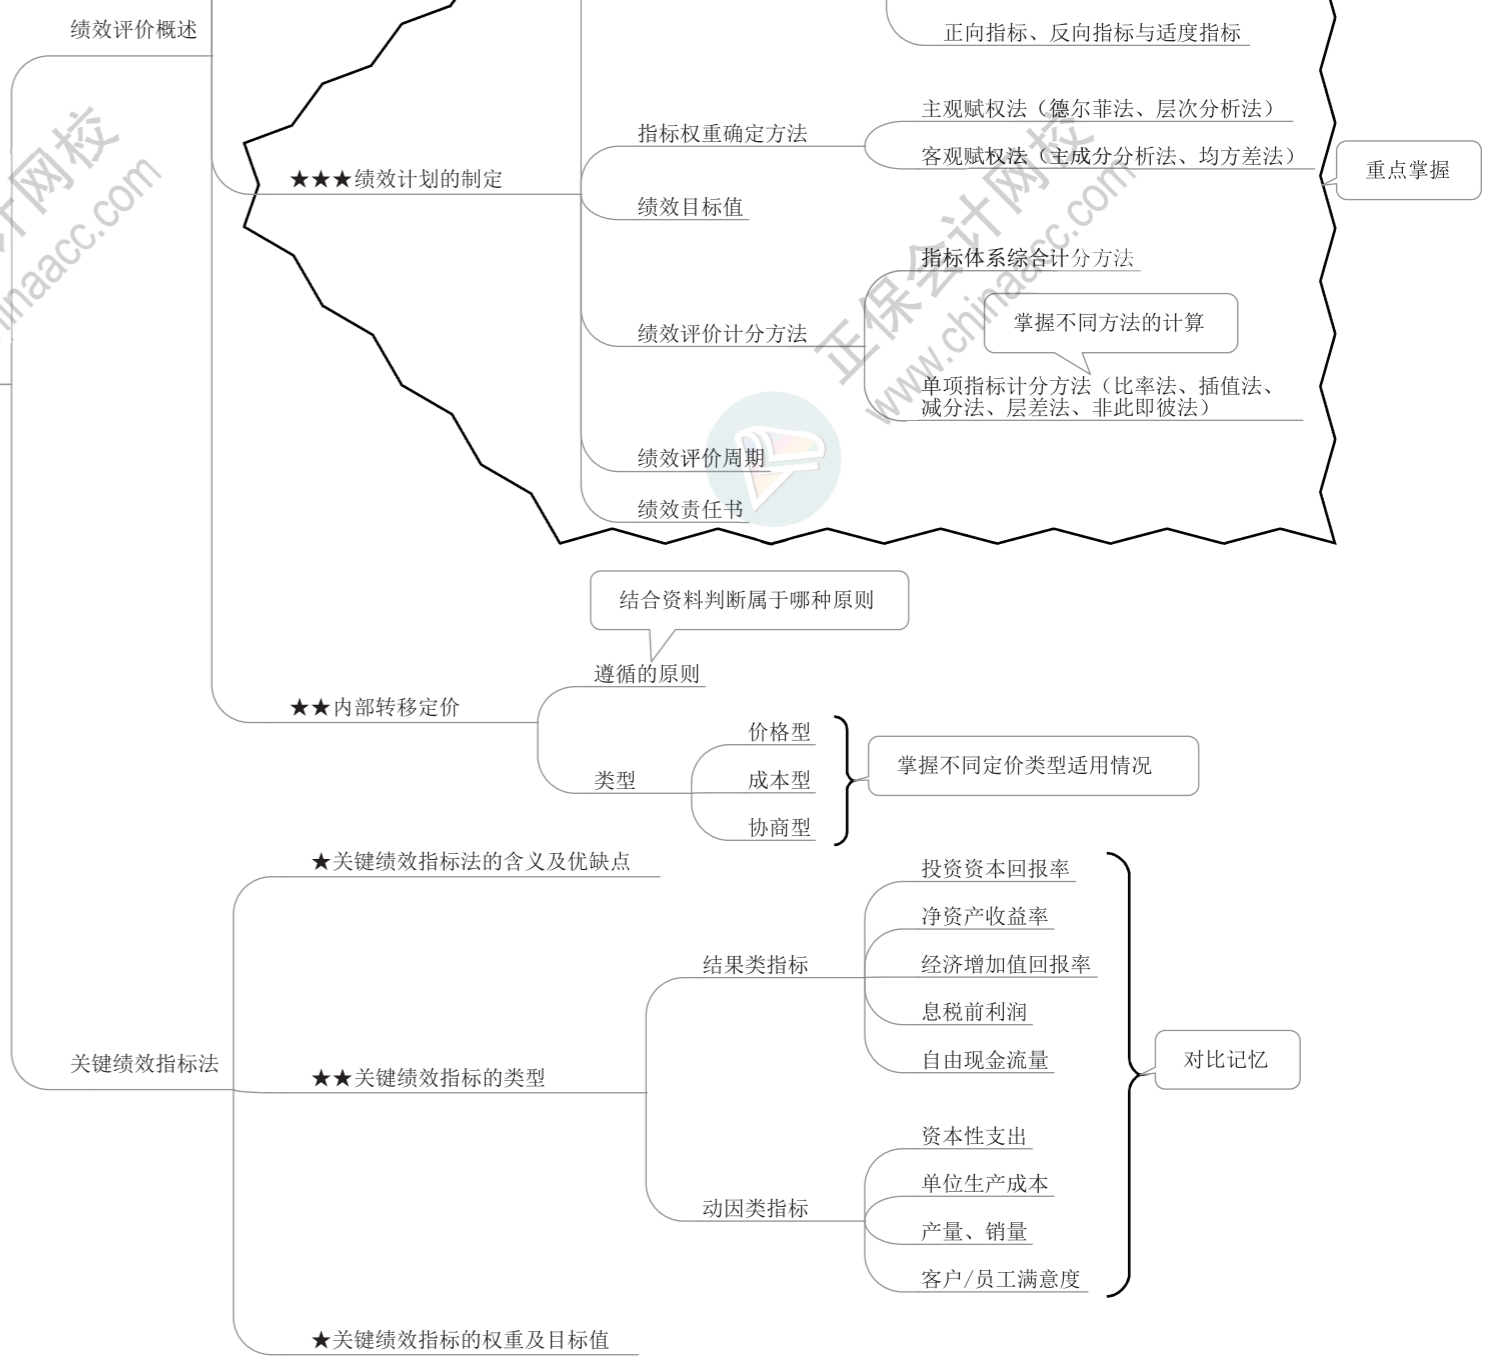 绩效评价概述
正向指标、反向指标与适度指标
★★★绩效计划的制定
指标权重确定方法
主观赋权法（德尔菲法、层次分析法）
客观赋权法（主成分分析法、均方差法）
重点掌握
绩效目标值
绩效评价计分方法
指标体系综合计分方法
掌握不同方法的计算
单项指标计分方法（比率法、插值法、
减分法、层差法、非此即彼法）
绩效评价周期
绩效责任书
结合资料判断属于哪种原则
遵循的原则
★★内部转移定价
类型
价格型
成本型
协商型
掌握不同定价类型适用情况
关键绩效指标法
★关键绩效指标法的含义及优缺点
★★关键绩效指标的类型
结果类指标
投资资本回报率
净资产收益率
经济增加值回报率
息税前利润
自由现金流量
对比记忆
动因类指标
资本性支出
单位生产成本
产量、销量
客户/员工满意度
★关键绩效指标的权重及目标值
正保会计网校
www.chinaacc.com
计网校
hinaacc.com